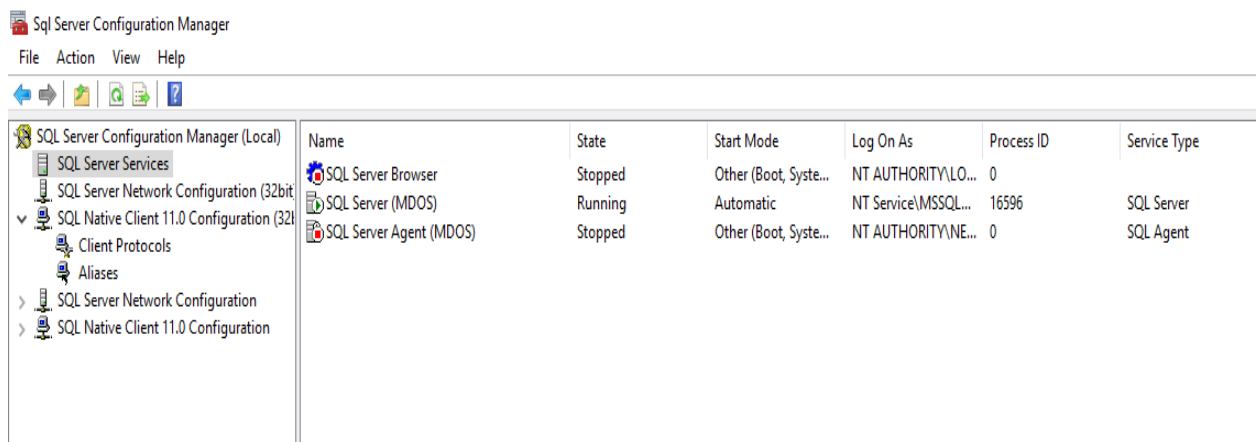 Sql Server Configuration Manager
File Action View Help
SQL Server Configuration Manager (Local)
SQL Server Services
SQL Server Network Configuration (32bit
SQL Native Client 11.0 Configuration (32l
Client Protocols
Aliases
SQL Server Network Configuration
SQL Native Client 11.0 Configuration
Name State Start Mode Log On As Process ID Service Type
SQL Server Browser Stopped Other (Boot, Syste... NT AUTHORITY\LO... 0
SQL Server (MDOS) Running Automatic NT Service\MSSQL... 16596 SQL Server
SQL Server Agent (MDOS) Stopped Other (Boot, Syste... NT AUTHORITY\NE... 0 SQL Agent